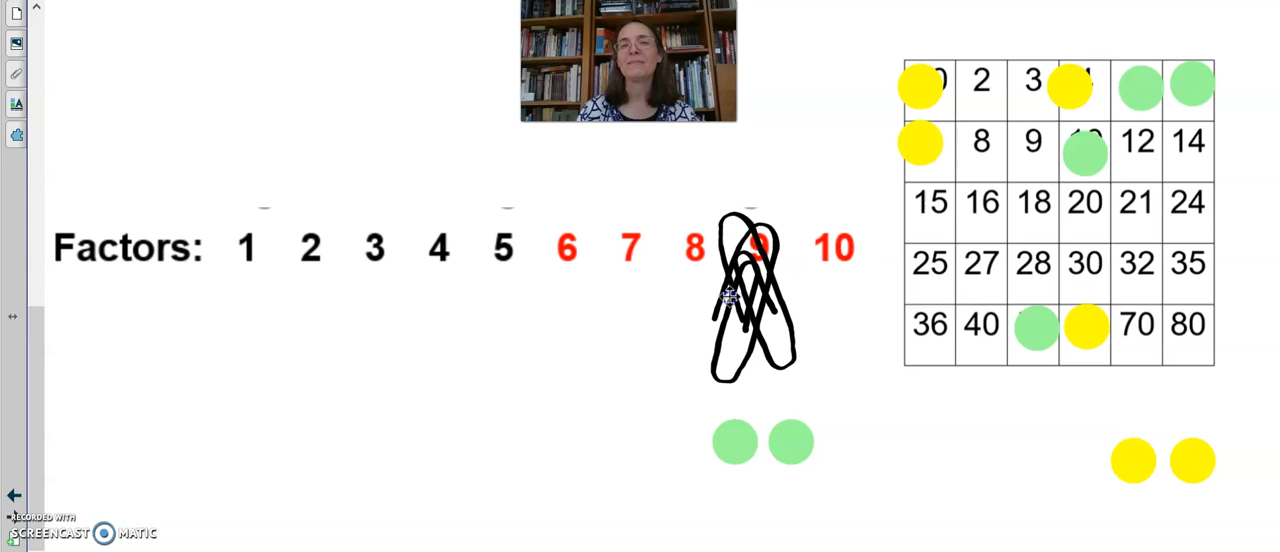 Factors: 1 2 3 4 5 6 7 8 9 10
2 3
8 9 12 14
15 16 18 20 21 24
25 27 28 30 32 35
36 40 70 80
RECORDED WITH
SCREENCAST MATIC